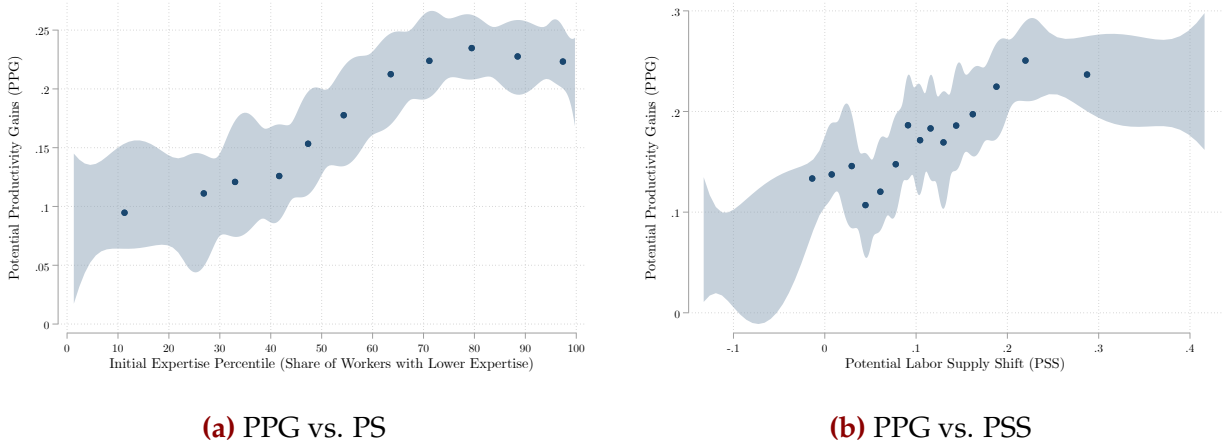 Potential Productivity Gains (PPG)
.25
.2
.15
.1
.05
0
0 10 20 30 40 50 60 70 80 90 100
Initial Expertise Percentile (Share of Workers with Lower Expertise)
(a) PPG vs. PS
Potential Productivity Gains (PPG)
.3
.2
.1
0
-.1 0 .1 .2 .3 .4
Potential Labor Supply Shift (PSS)
(b) PPG vs. PSS